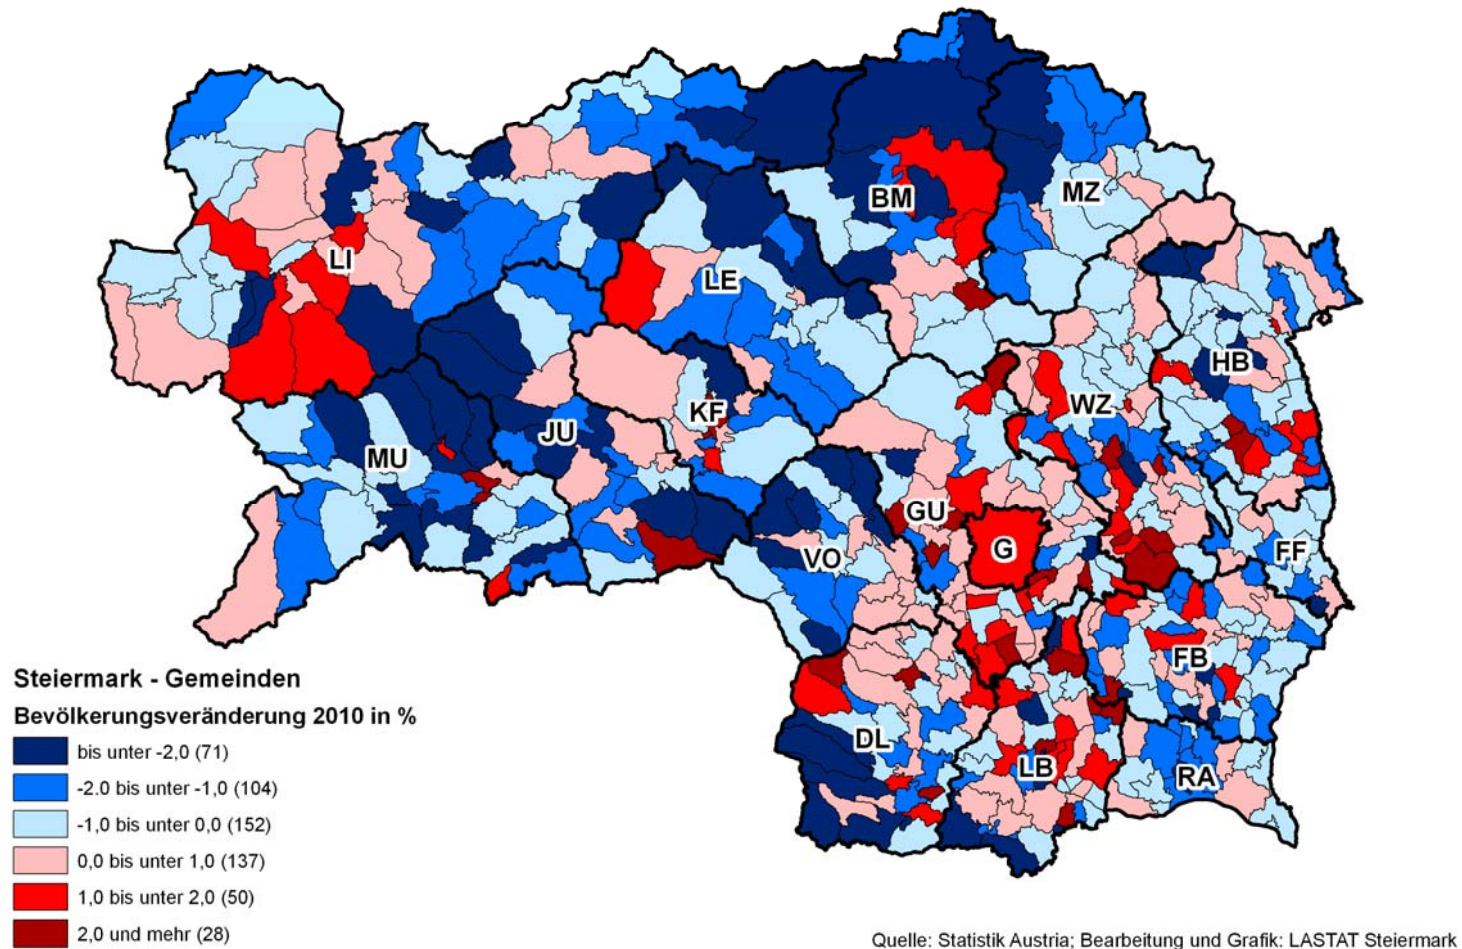 BM
MZ
LI
LE
HB
KF
WZ
JU
MU
GU
G
VO
FF
FB
DL
LB
RA
Steiermark - Gemeinden
Bevölkerungsveränderung 2010 in %
bis unter -2,0 (71)
-2.0 bis unter -1,0 (104)
-1,0 bis unter 0,0 (152)
0,0 bis unter 1,0 (137)
1,0 bis unter 2,0 (50)
2,0 und mehr (28)
Quelle: Statistik Austria; Bearbeitung und Grafik: LASTAT Steiermark